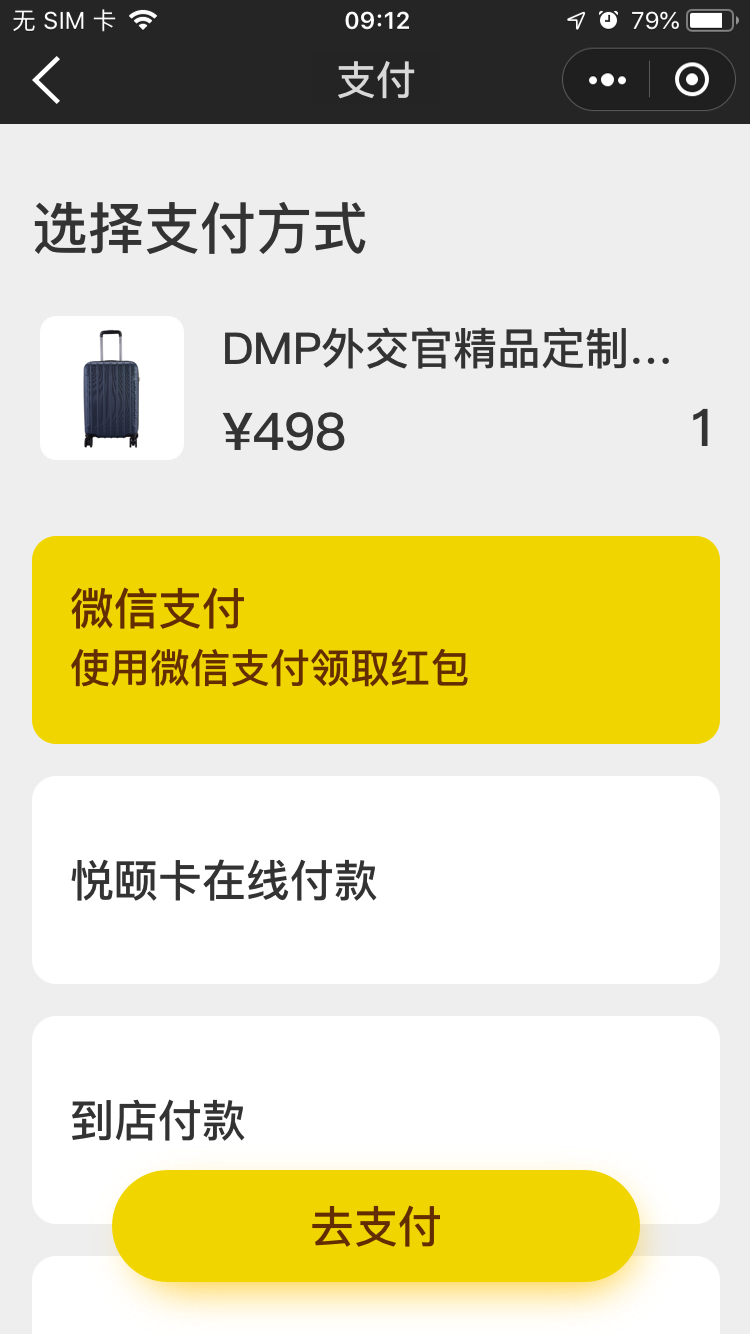 无 SIM 卡
09:12
79%
支付
选择支付方式
DMP外交官精品定制...
¥498
1
微信支付
使用微信支付领取红包
悦颐卡在线付款
到店付款
去支付